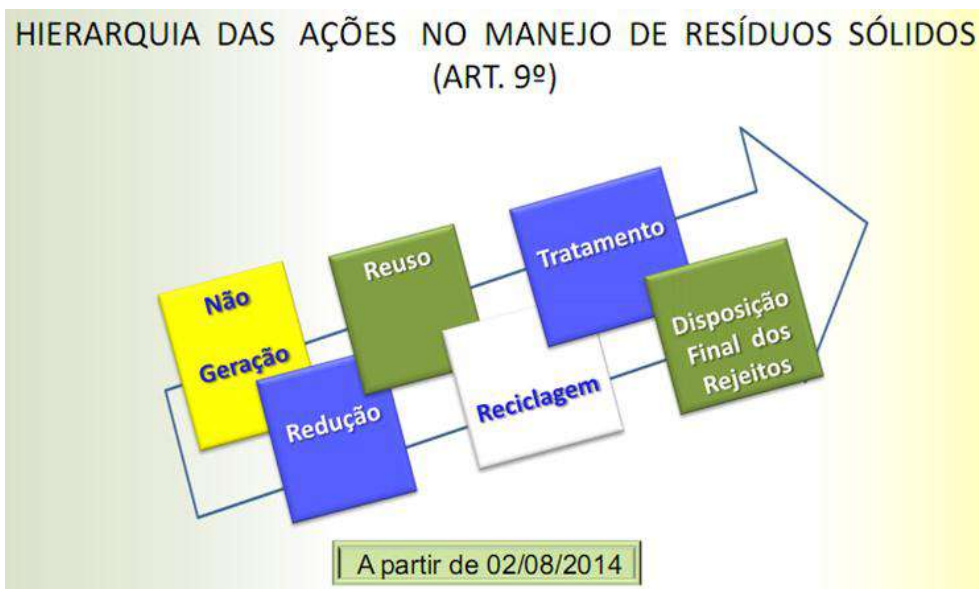 HIERARQUIA DAS AÇÕES NO MANEJO DE RESÍDUOS SÓLIDOS
(ART. 9º)
Não
Geração
Redução
Reuso
Reciclagem
Tratamento
Disposição
Final dos
Rejeitos
A partir de 02/08/2014